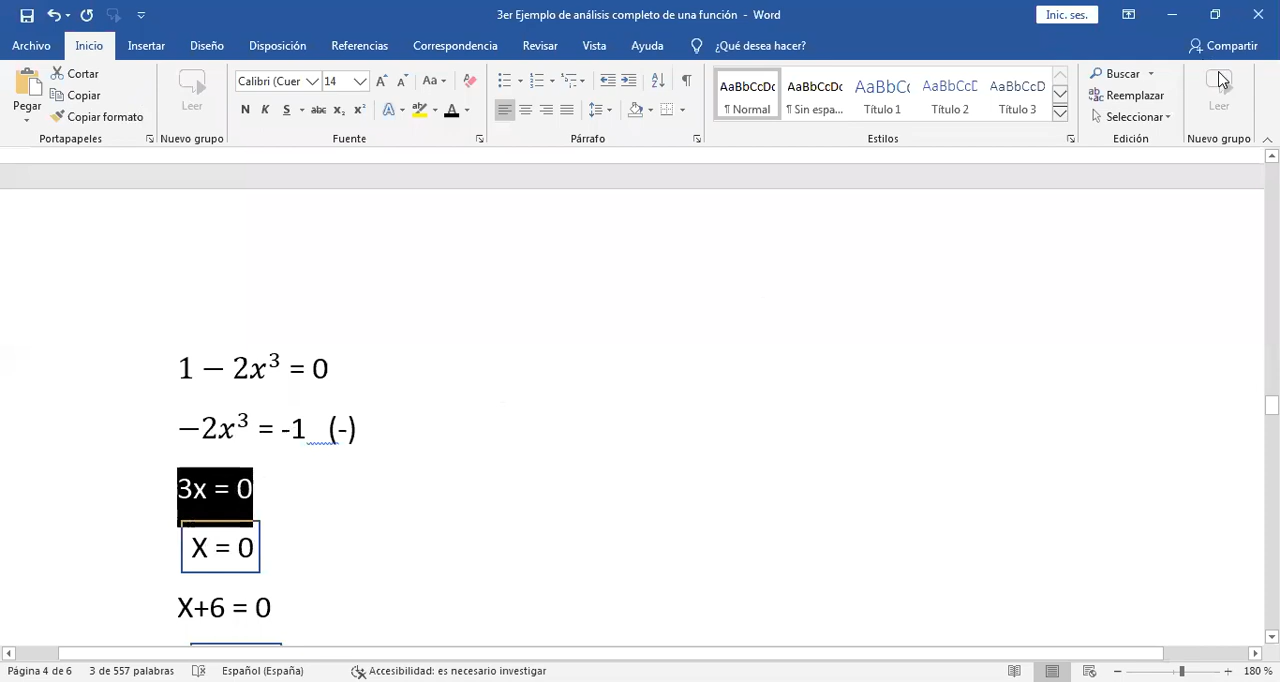 3er Ejemplo de análisis completo de una función - Word
Inic. ses.
Archivo Inicio Insertar Diseño Disposición Referencias Correspondencia Revisar Vista Ayuda ¿Qué desea hacer? Compartir
Pegar
Cortar
Copiar
Copiar formato
Portapapeles
Leer
Nuevo grupo
Calibri (Cuer 14
Aa
N K S abc x₂ x²
Fuente
Párrafo
AaBbCcDc AaBbCcDc AaBbCc AaBbCcD AaBbCcD
¶ Normal ¶ Sin espa... Título 1 Título 2 Título 3
Estilos
Buscar
Reemplazar
Seleccionar
Edición
Leer
Nuevo grupo
1 − 2x³ = 0
−2x³ = -1 (-)
3x = 0
X = 0
X+6 = 0
Página 4 de 6 3 de 557 palabras Español (España) Accesibilidad: es necesario investigar 180 %